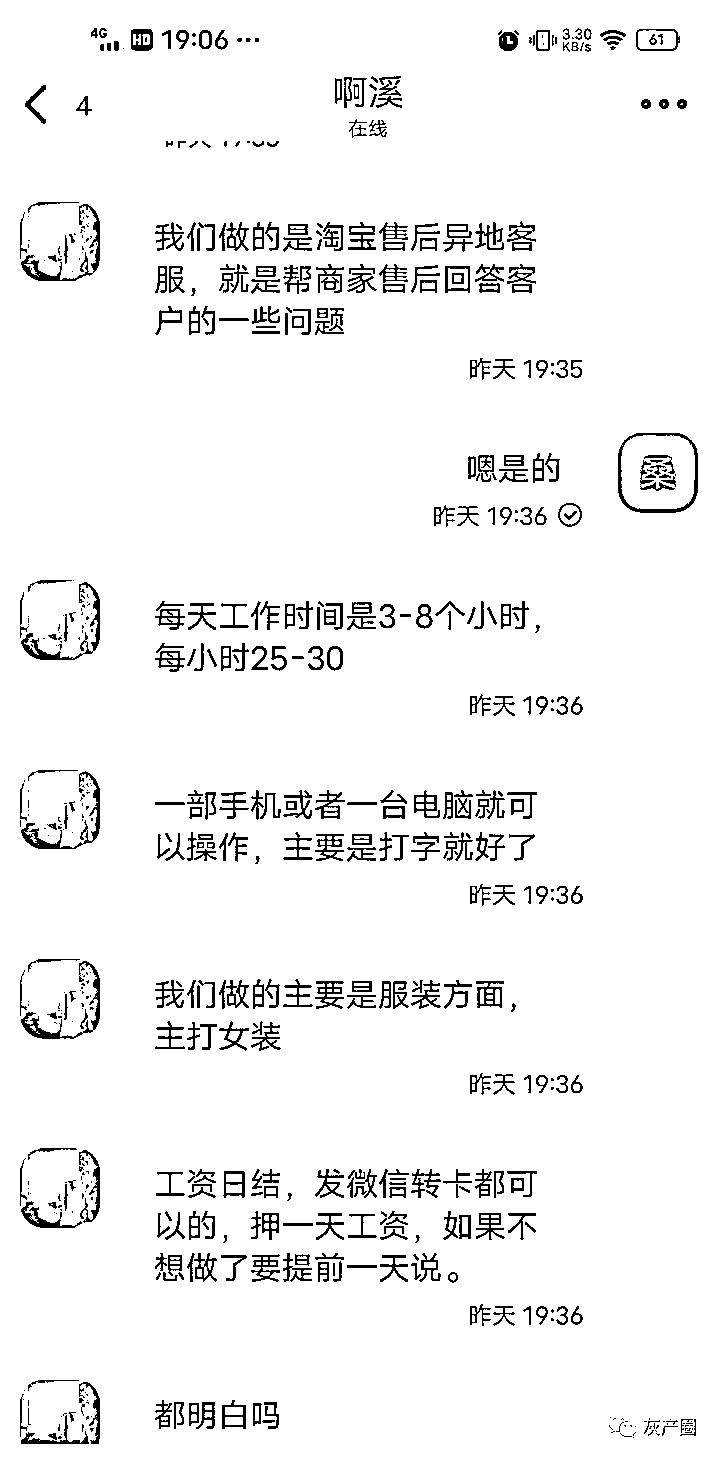 4G HD 19:06 ··· 3.30 KB/s 61
4 啊溪
在线
我们做的是淘宝售后异地客
服，就是帮商家售后回答客
户的一些问题
昨天 19:35
嗯是的
桑
昨天 19:36
每天工作时间是3-8个小时，
每小时25-30
昨天 19:36
一部手机或者一台电脑就可
以操作，主要是打字就好了
昨天 19:36
我们做的主要是服装方面，
主打女装
昨天 19:36
工资日结，发微信转卡都可
以的，押一天工资，如果不
想做了要提前一天说。
昨天 19:36
都明白吗
灰产圈